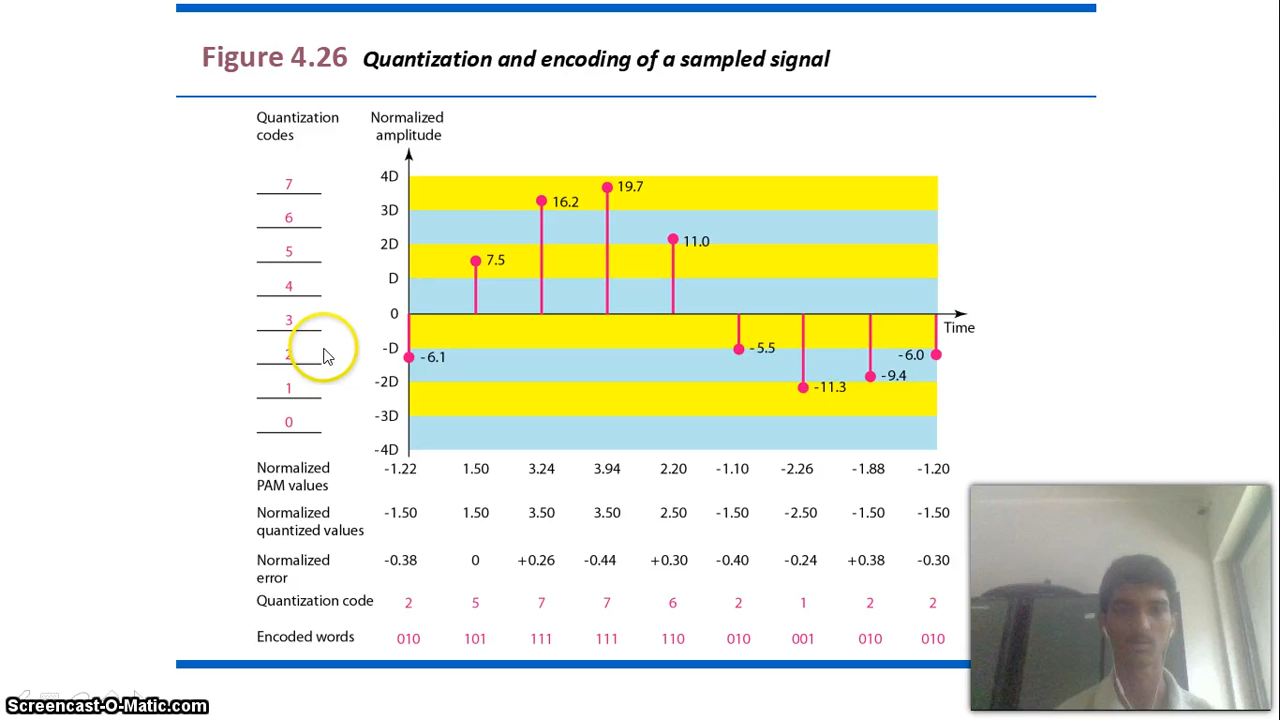 Figure 4.26 Quantization and encoding of a sampled signal
Quantization
codes
Normalized
amplitude
7
6
5
4
3
2
1
0
4D
3D
2D
D
0
-D
-2D
-3D
-4D
-6.1
7.5
16.2
19.7
11.0
-5.5
-11.3
-9.4
-6.0
Time
Normalized
PAM values
-1.22 1.50 3.24 3.94 2.20 -1.10 -2.26 -1.88 -1.20
Normalized
quantized values
-1.50 1.50 3.50 3.50 2.50 -1.50 -2.50 -1.50 -1.50
Normalized
error
-0.38 0 +0.26 -0.44 +0.30 -0.40 -0.24 +0.38 -0.30
Quantization code 2 5 7 7 6 2 1 2 2
Encoded words 010 101 111 111 110 010 001 010 010
Screencast-O-Matic.com